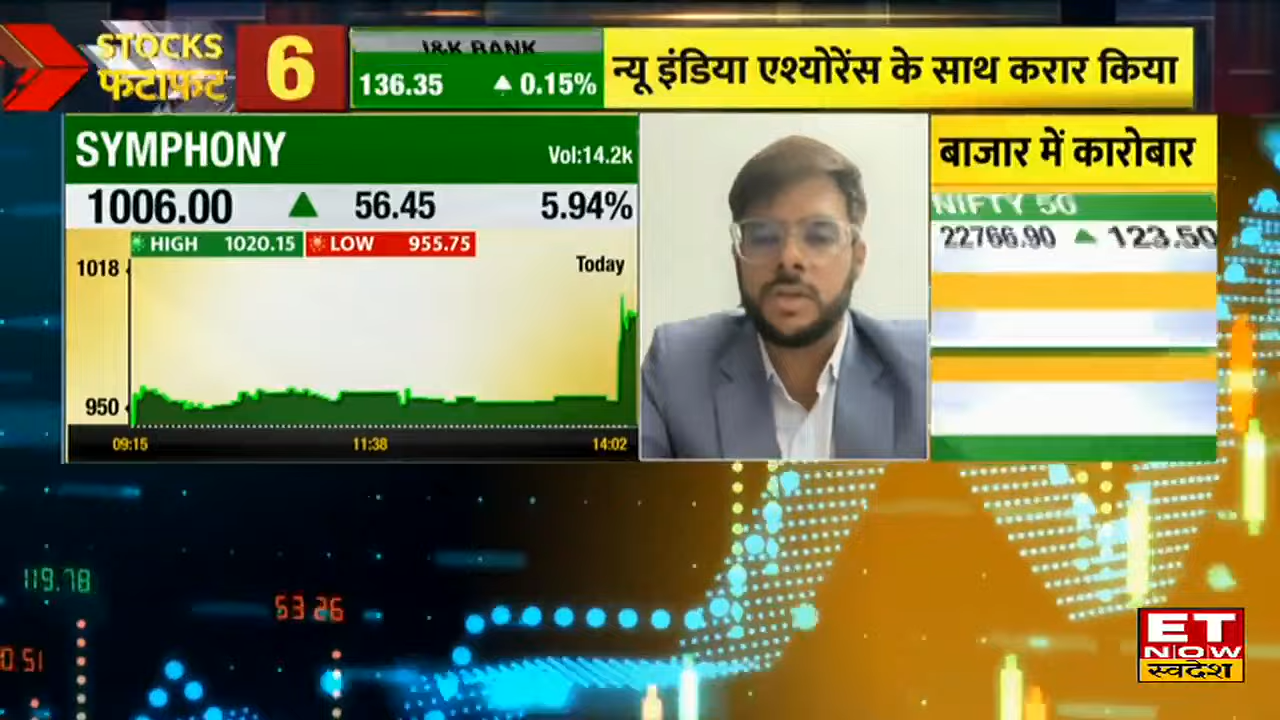 STOCKS
फटाफट
6
J&K BANK
136.35 ▲ 0.15%
न्यू इंडिया एश्योरेंस के साथ करार किया
SYMPHONY
Vol:14.2k
1006.00 ▲ 56.45 5.94%
HIGH 1020.15 LOW 955.75
Today
1018
950
09:15 11:38 14:02
बाजार में कारोबार
NIFTY 50
22766.90 ▲ 123.50
119.78
53 26
0.51
ET
NOW
स्वदेश